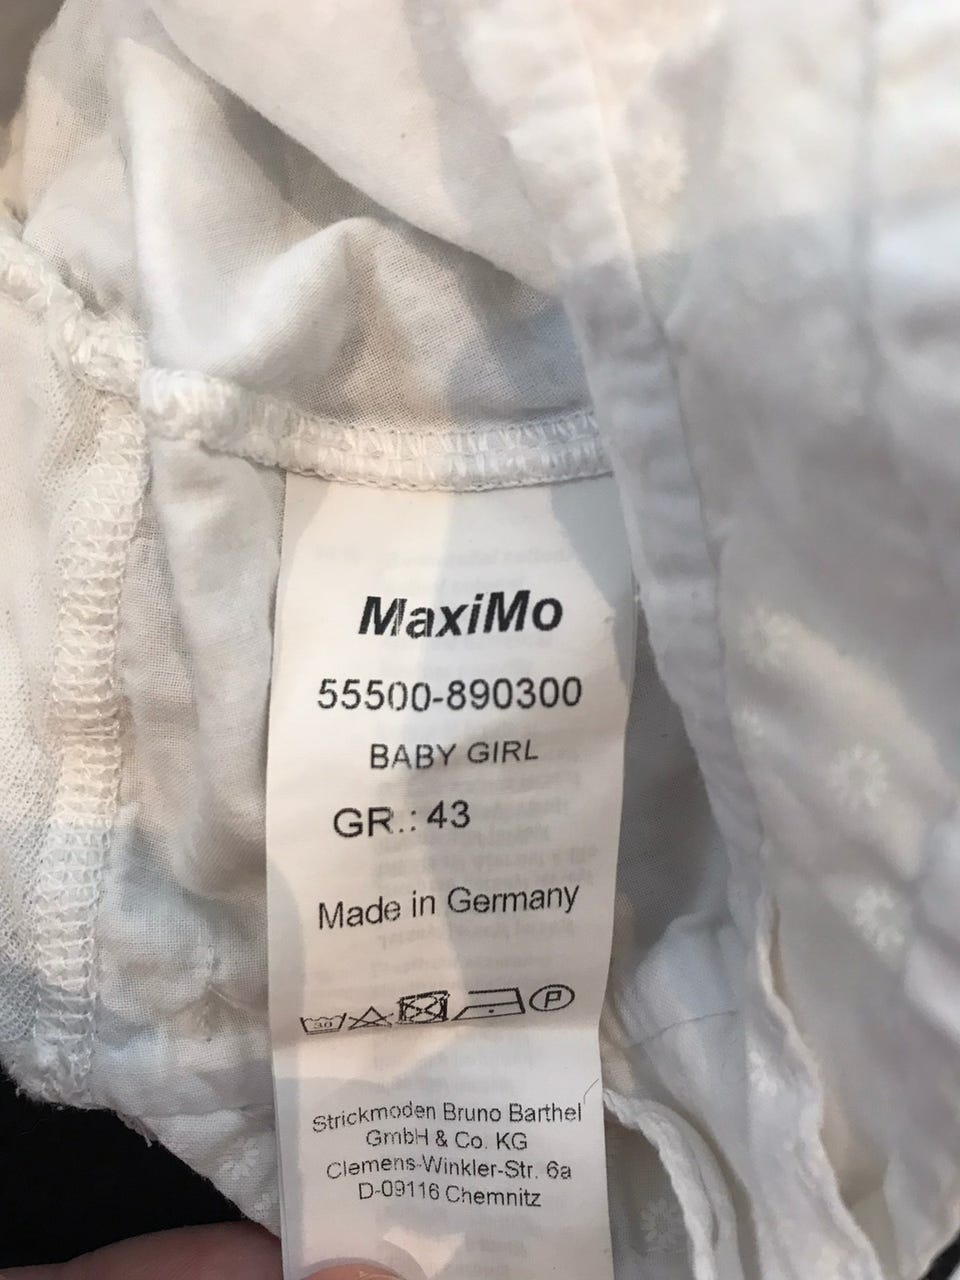 MaxiMo
55500-890300
BABY GIRL
GR.: 43
Made in Germany
30 P
Strickmoden Bruno Barthel
GmbH & Co. KG
Clemens-Winkler-Str. 6a
D-09116 Chemnitz